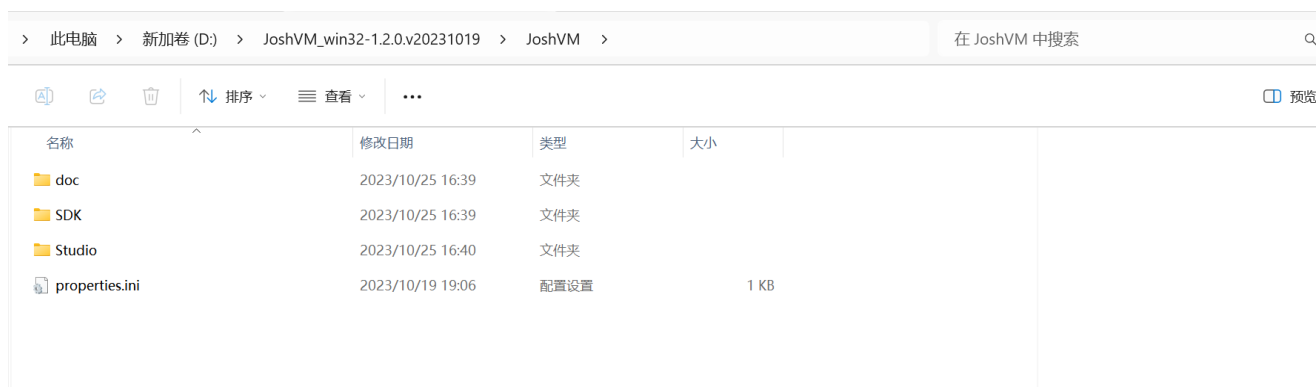 > 此电脑 > 新加卷 (D:) > JoshVM_win32-1.2.0.v20231019 > JoshVM >
在 JoshVM 中搜索
排序 查看 ... 预览
名称 修改日期 类型 大小
doc 2023/10/25 16:39 文件夹
SDK 2023/10/25 16:39 文件夹
Studio 2023/10/25 16:40 文件夹
properties.ini 2023/10/19 19:06 配置设置 1 KB